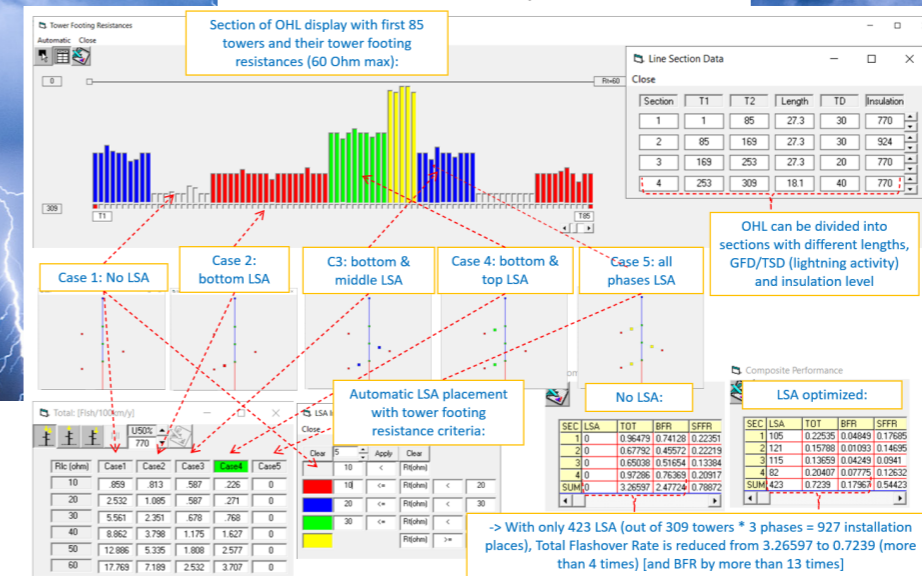 Tower Footing Resistances
Automatic Close
Section of OHL display with first 85
towers and their tower footing
resistances (60 Ohm max):
0
Rt=60
309
T1
T85
Line Section Data
Close
Section T1 T2 Length TD Insulation
1 1 85 27.3 30 770
2 85 169 27.3 30 924
3 169 253 27.3 20 770
4 253 309 18.1 40 770
OHL can be divided into
sections with different lengths,
GFD/TSD (lightning activity)
and insulation level
Case 1: No LSA
Case 2:
bottom LSA
C3: bottom &
middle LSA
Case 4: bottom &
top LSA
Case 5: all
phases LSA
Automatic LSA placement
with tower footing
resistance criteria:
Total: [Flsh/100km/y]
U50%
770
Rlc (ohm) Case1 Case2 Case3 Case4 Case5
10 .859 .813 .587 .226 0
20 2.532 1.085 .587 .271 0
30 5.561 2.351 .678 .768 0
40 8.862 3.798 1.175 1.627 0
50 12.886 5.335 1.808 2.577 0
60 17.769 7.189 2.532 3.707 0
LSA
Close
Clear 5 Apply Clear
10 < Rt(ohm)
10 <= Rt(ohm) < 20
20 <= Rt(ohm) < 30
30 <= Rt(ohm) <
Rt(ohm) >=
No LSA:
SEC LSA TOT BFR SFFR
1 0 0.96479 0.74128 0.22351
2 0 0.67792 0.45572 0.22219
3 0 0.65038 0.51654 0.13384
4 0 0.97286 0.76369 0.20917
SUM 0 3.26597 2.47724 0.78872
Composite Performance
LSA optimized:
SEC LSA TOT BFR SFFR
1 105 0.22535 0.04849 0.17685
2 121 0.15788 0.01093 0.14695
3 115 0.13659 0.04249 0.0941
4 82 0.20407 0.07775 0.12632
SUM 423 0.7239 0.17967 0.54423
-> With only 423 LSA (out of 309 towers * 3 phases = 927 installation
places), Total Flashover Rate is reduced from 3.26597 to 0.7239 (more
than 4 times) [and BFR by more than 13 times]